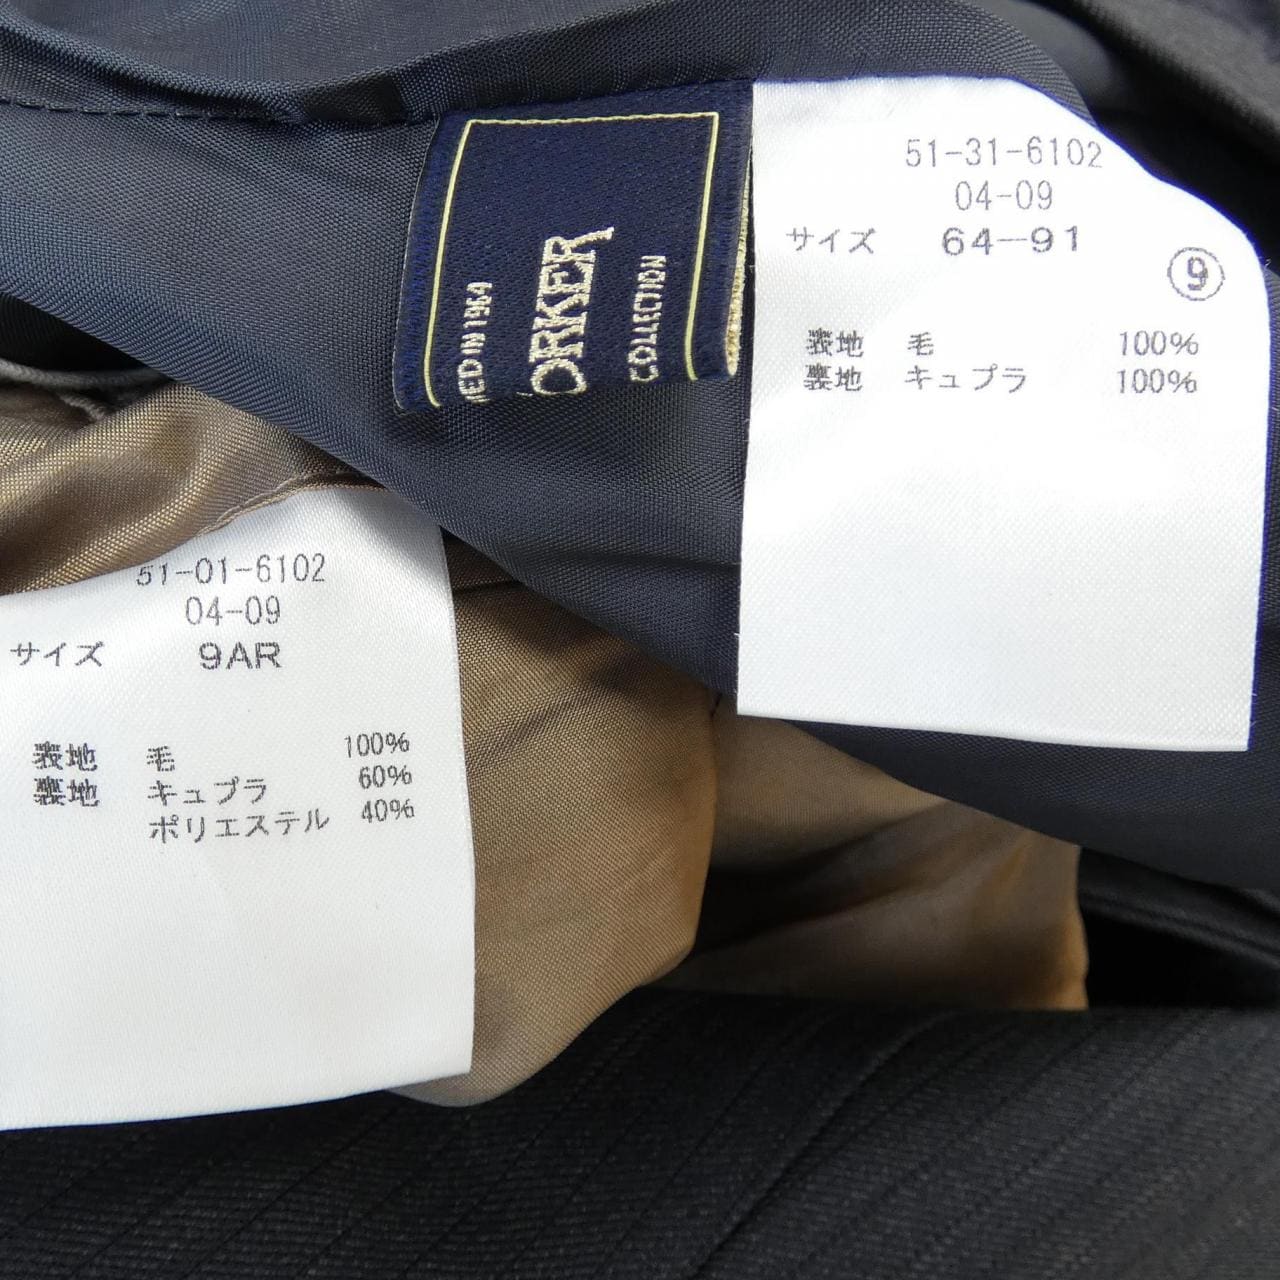 51-31-6102
04-09
サイズ 64-91
⑨
表地 毛 100%
裏地 キュプラ 100%
IN 1964
COLLECTION
51-01-6102
04-09
サイズ 9AR
表地 毛 100%
裏地 キュプラ 60%
ポリエステル 40%